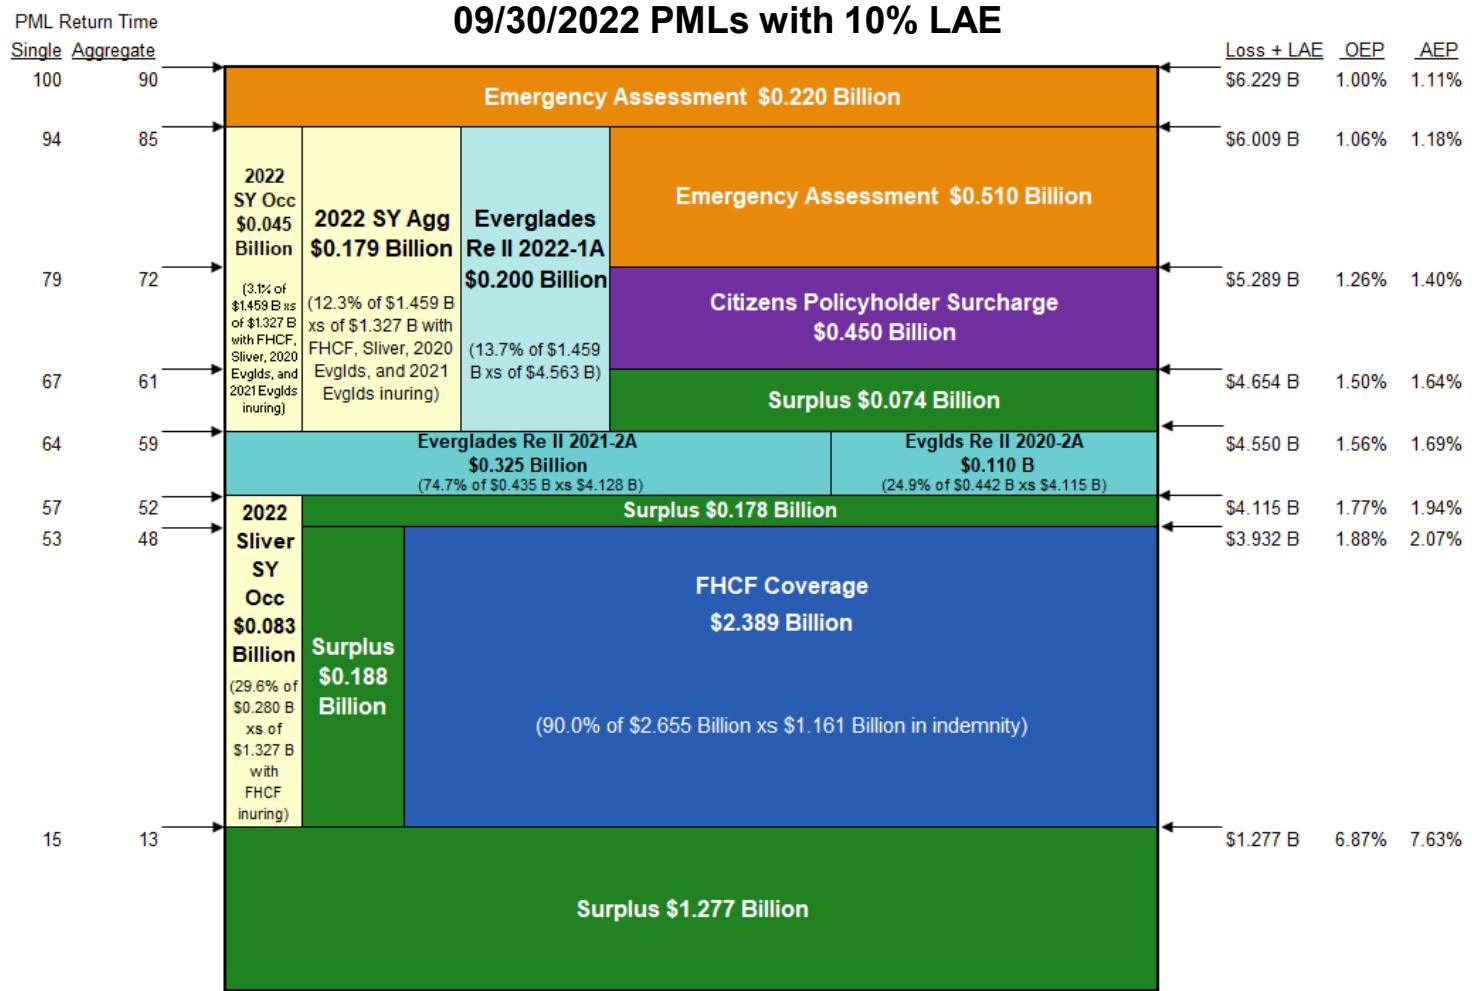 09/30/2022 PMLs with 10% LAE
PML Return Time
Single Aggregate
Loss + LAE OEP AEP
100 90
$6.229 B 1.00% 1.11%
Emergency Assessment $0.220 Billion
94 85
$6.009 B 1.06% 1.18%
2022
SY Occ
$0.045
Billion
(3.1% of
$1.459 B xs
of $1.327 B
with FHCF,
Sliver, 2020
Evglds, and
2021 Evglds
inuring)
2022 SY Agg
$0.179 Billion
(12.3% of $1.459 B
xs of $1.327 B with
FHCF, Sliver, 2020
Evglds, and 2021
Evglds inuring)
Everglades
Re II 2022-1A
$0.200 Billion
(13.7% of $1.459
B xs of $4.563 B)
Emergency Assessment $0.510 Billion
79 72
$5.289 B 1.26% 1.40%
Citizens Policyholder Surcharge
$0.450 Billion
67 61
$4.654 B 1.50% 1.64%
Surplus $0.074 Billion
64 59
$4.550 B 1.56% 1.69%
Everglades Re II 2021-2A
$0.325 Billion
(74.7% of $0.435 B xs $4.128 B)
Evglds Re II 2020-2A
$0.110 B
(24.9% of $0.442 B xs $4.115 B)
57 52
$4.115 B 1.77% 1.94%
Surplus $0.178 Billion
53 48
$3.932 B 1.88% 2.07%
2022
Sliver
SY
Occ
$0.083
Billion
(29.6% of
$0.280 B
xs of
$1.327 B
with
FHCF
inuring)
Surplus
$0.188
Billion
FHCF Coverage
$2.389 Billion
(90.0% of $2.655 Billion xs $1.161 Billion in indemnity)
15 13
$1.277 B 6.87% 7.63%
Surplus $1.277 Billion